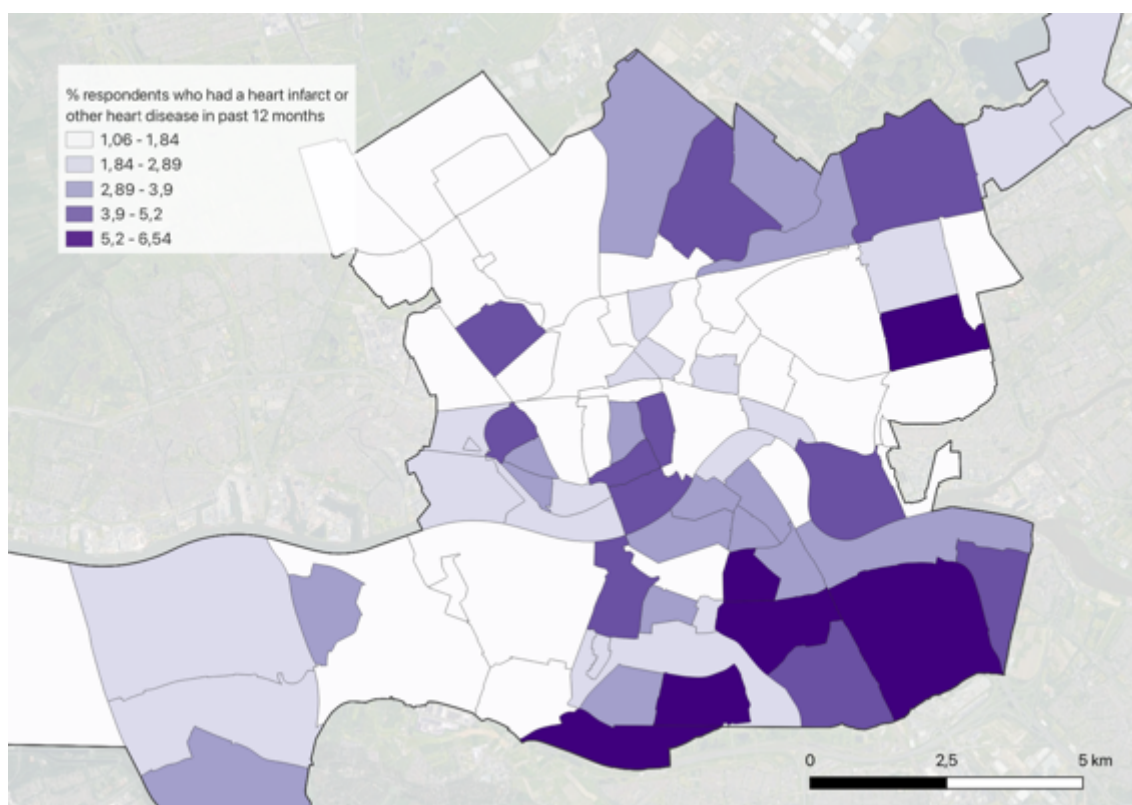 % respondents who had a heart infarct or
other heart disease in past 12 months
1,06 - 1,84
1,84 - 2,89
2,89 - 3,9
3,9 - 5,2
5,2 - 6,54
0 2,5 5 km